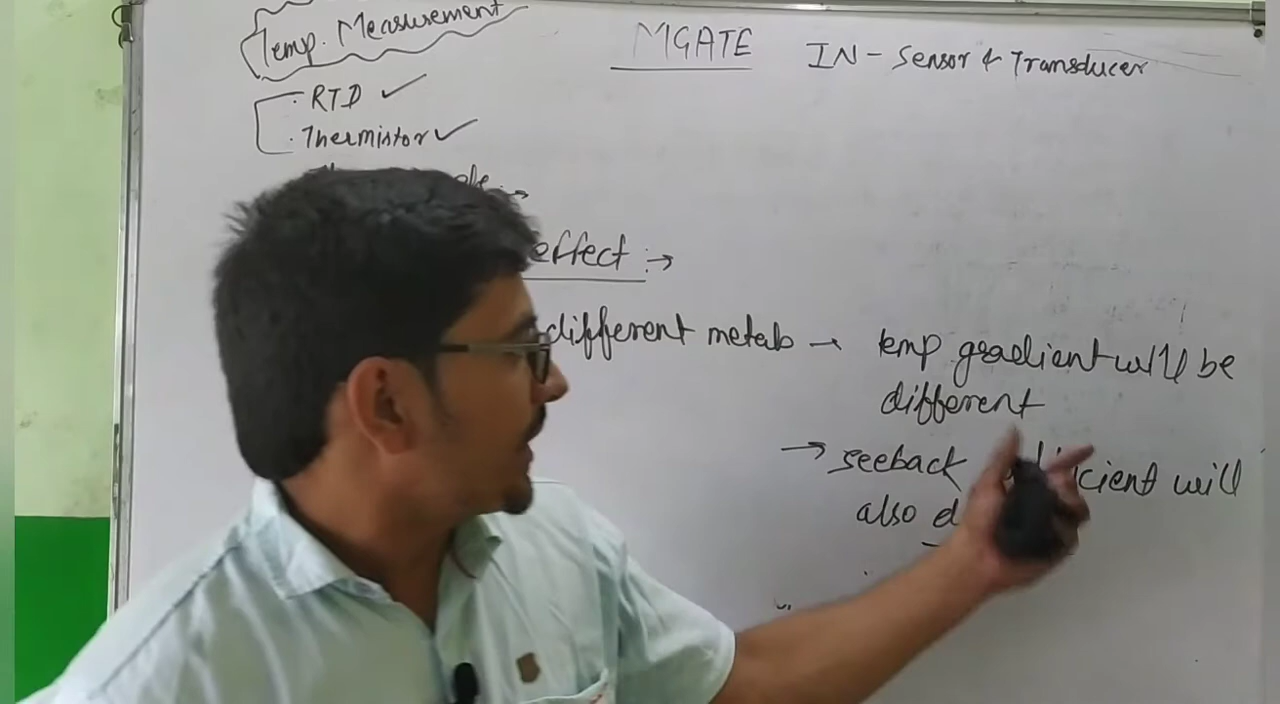 Temp. Measurement
MGATE
IN - Sensor & Transducer
· RTD ✓
· Thermistor ✓
effect :→
different metals → temp gradient will be
different
→ seeback will
also